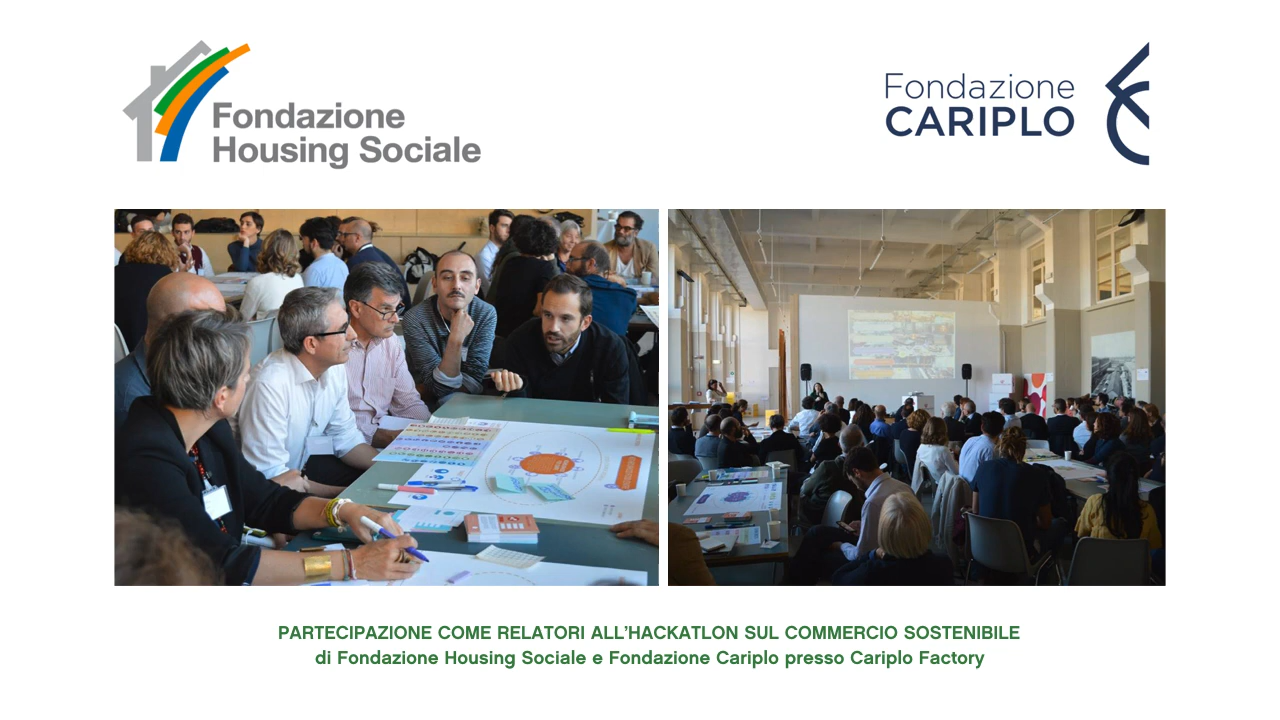 Fondazione
Housing Sociale
Fondazione
CARIPLO
PARTECIPAZIONE COME RELATORI ALL’HACKATLON SUL COMMERCIO SOSTENIBILE
di Fondazione Housing Sociale e Fondazione Cariplo presso Cariplo Factory